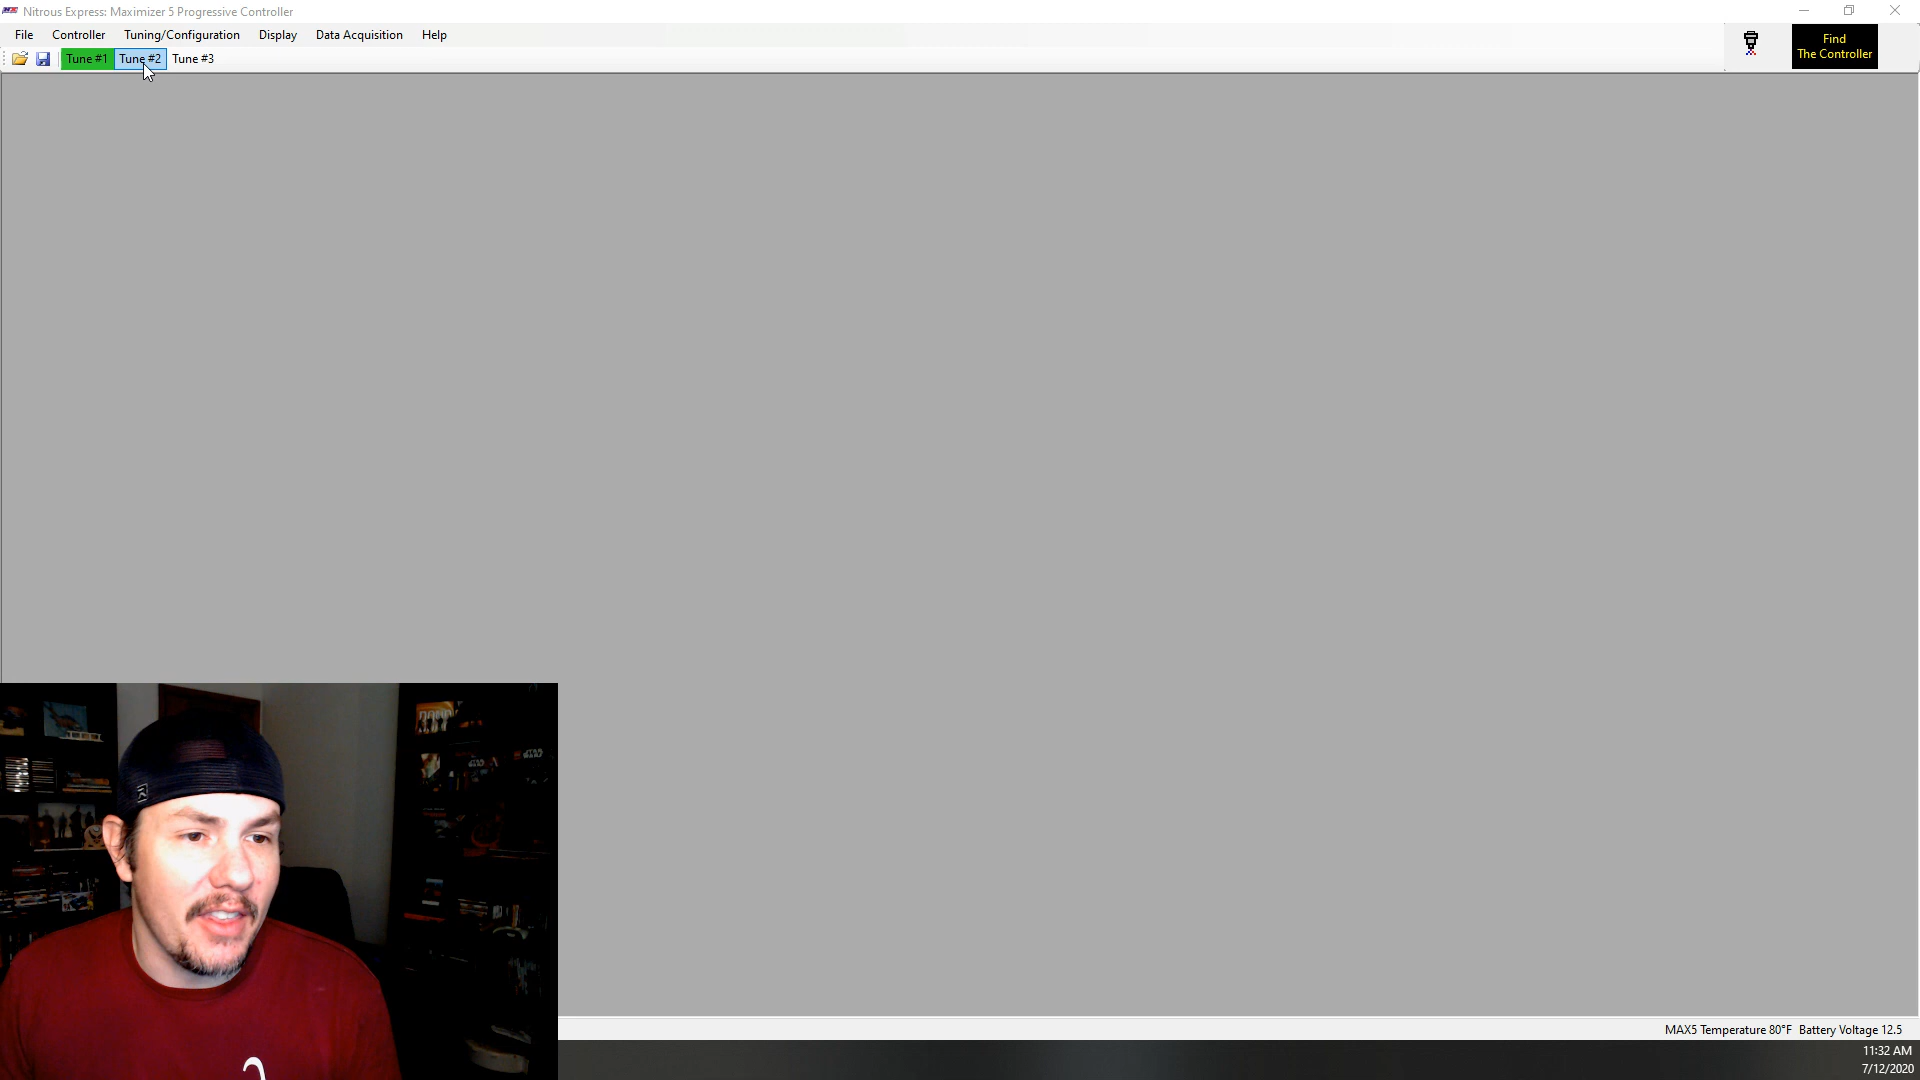 Nitrous Express: Maximizer 5 Progressive Controller
File Controller Tuning/Configuration Display Data Acquisition Help
Tune #1 Tune #2 Tune #3
Find
The Controller
MAX5 Temperature 80°F Battery Voltage 12.5
11:32 AM
7/12/2020